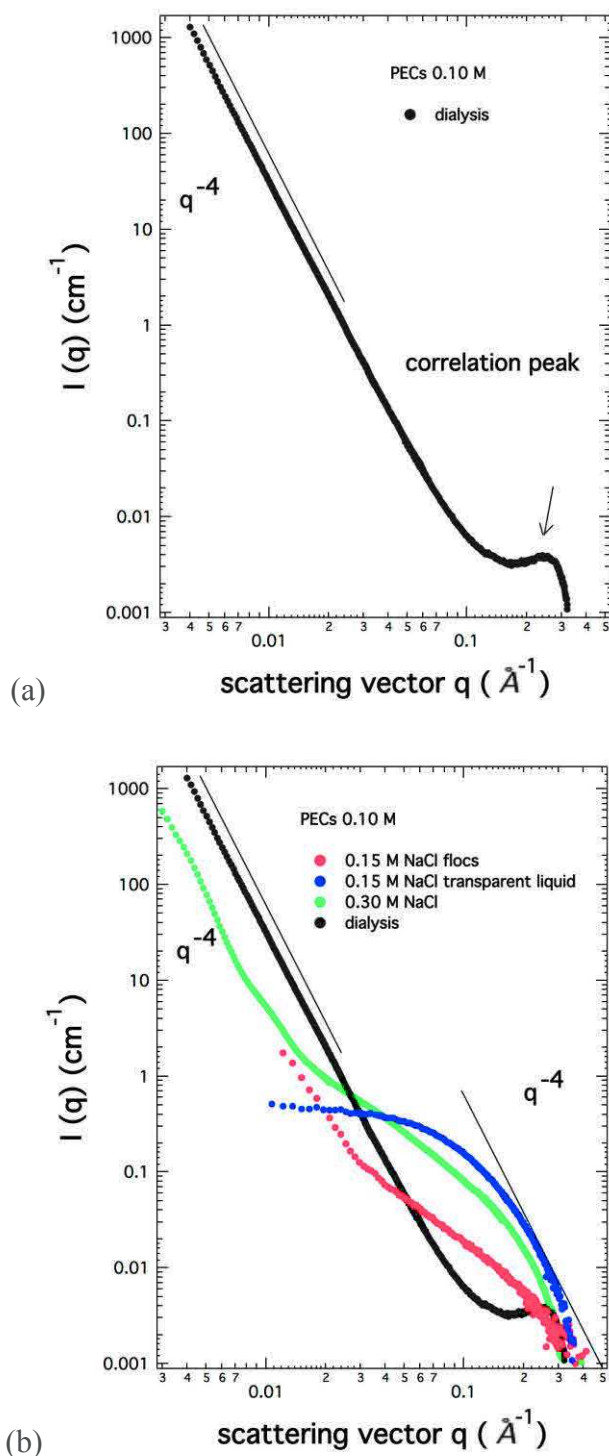 1000
PECs 0.10 M
dialysis
100
q-4
10
1
correlation peak
0.1
0.01
0.001
3 4 5 6 7 2 3 4 5 6 7 2 3 4 5
0.01 0.1
I (q) (cm-1)
scattering vector q ( Å-1)
(a)
1000
PECs 0.10 M
0.15 M NaCl flocs
0.15 M NaCl transparent liquid
0.30 M NaCl
dialysis
100
q-4
10
1
q-4
0.1
0.01
0.001
3 4 5 6 7 2 3 4 5 6 7 2 3 4 5
0.01 0.1
I (q) (cm-1)
scattering vector q ( Å-1)
(b)